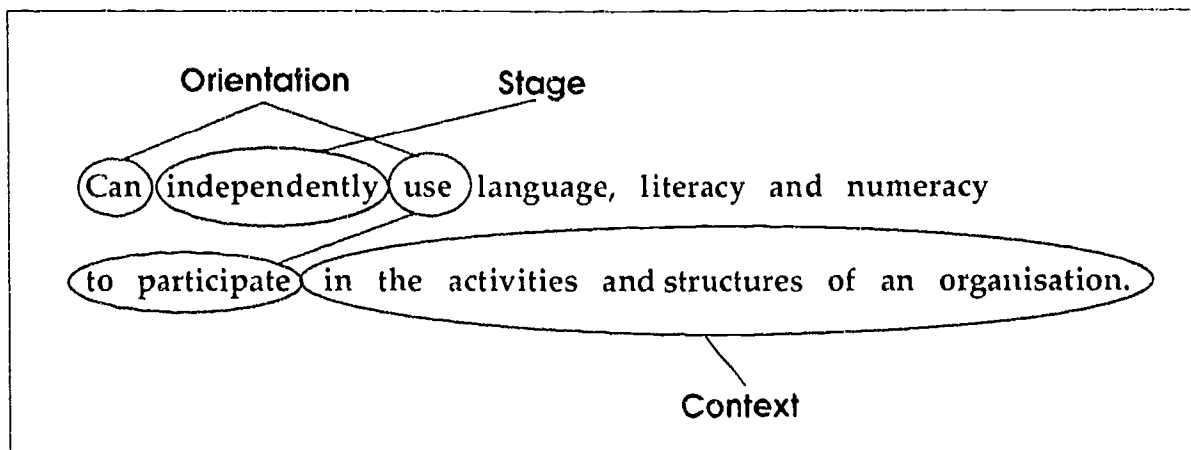 Orientation Stage
Can independently use language, literacy and numeracy
to participate in the activities and structures of an organisation.
Context